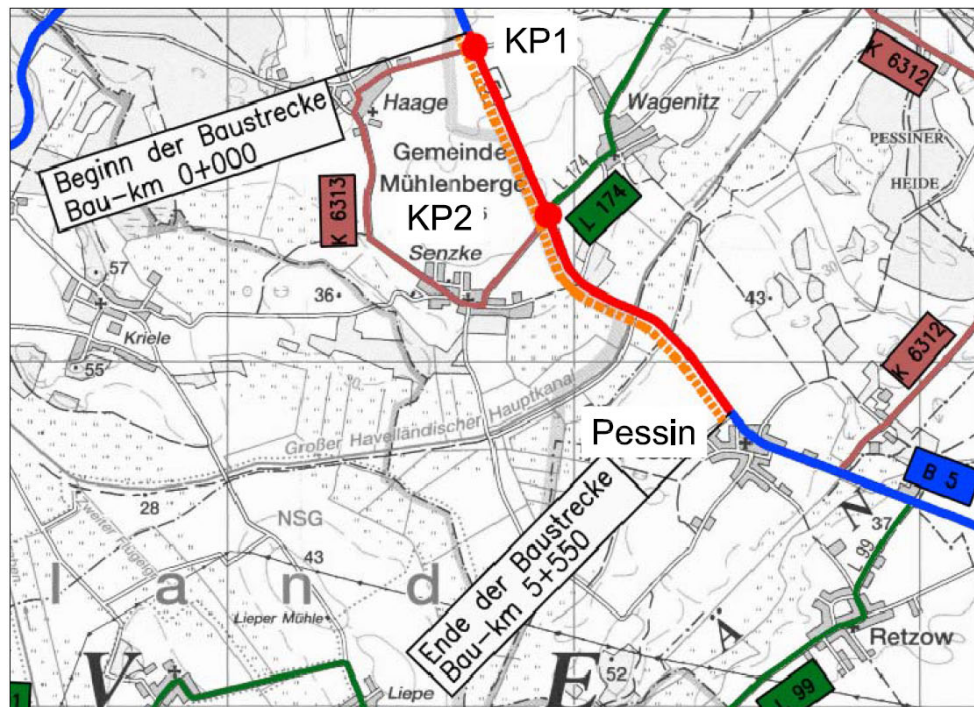 KP1
K 6312
Haage
Wagenitz
Beginn der Baustrecke
Bau-km 0+000
PESSINER
HEIDE
Gemeinde
Mühlenberge
L 174
L 174
K 6313
KP2
Senzke
57
36
43
Kriele
55
K 6312
Großer Havelländischer Hauptkanal
Pessin
B 5
28
NSG
43
N
37
L 99
Ende der Baustrecke
Bau-km 5+550
l a n d
Lieper Mühle
Ä
Retzow
V
E
52
Liepe
L 99
1